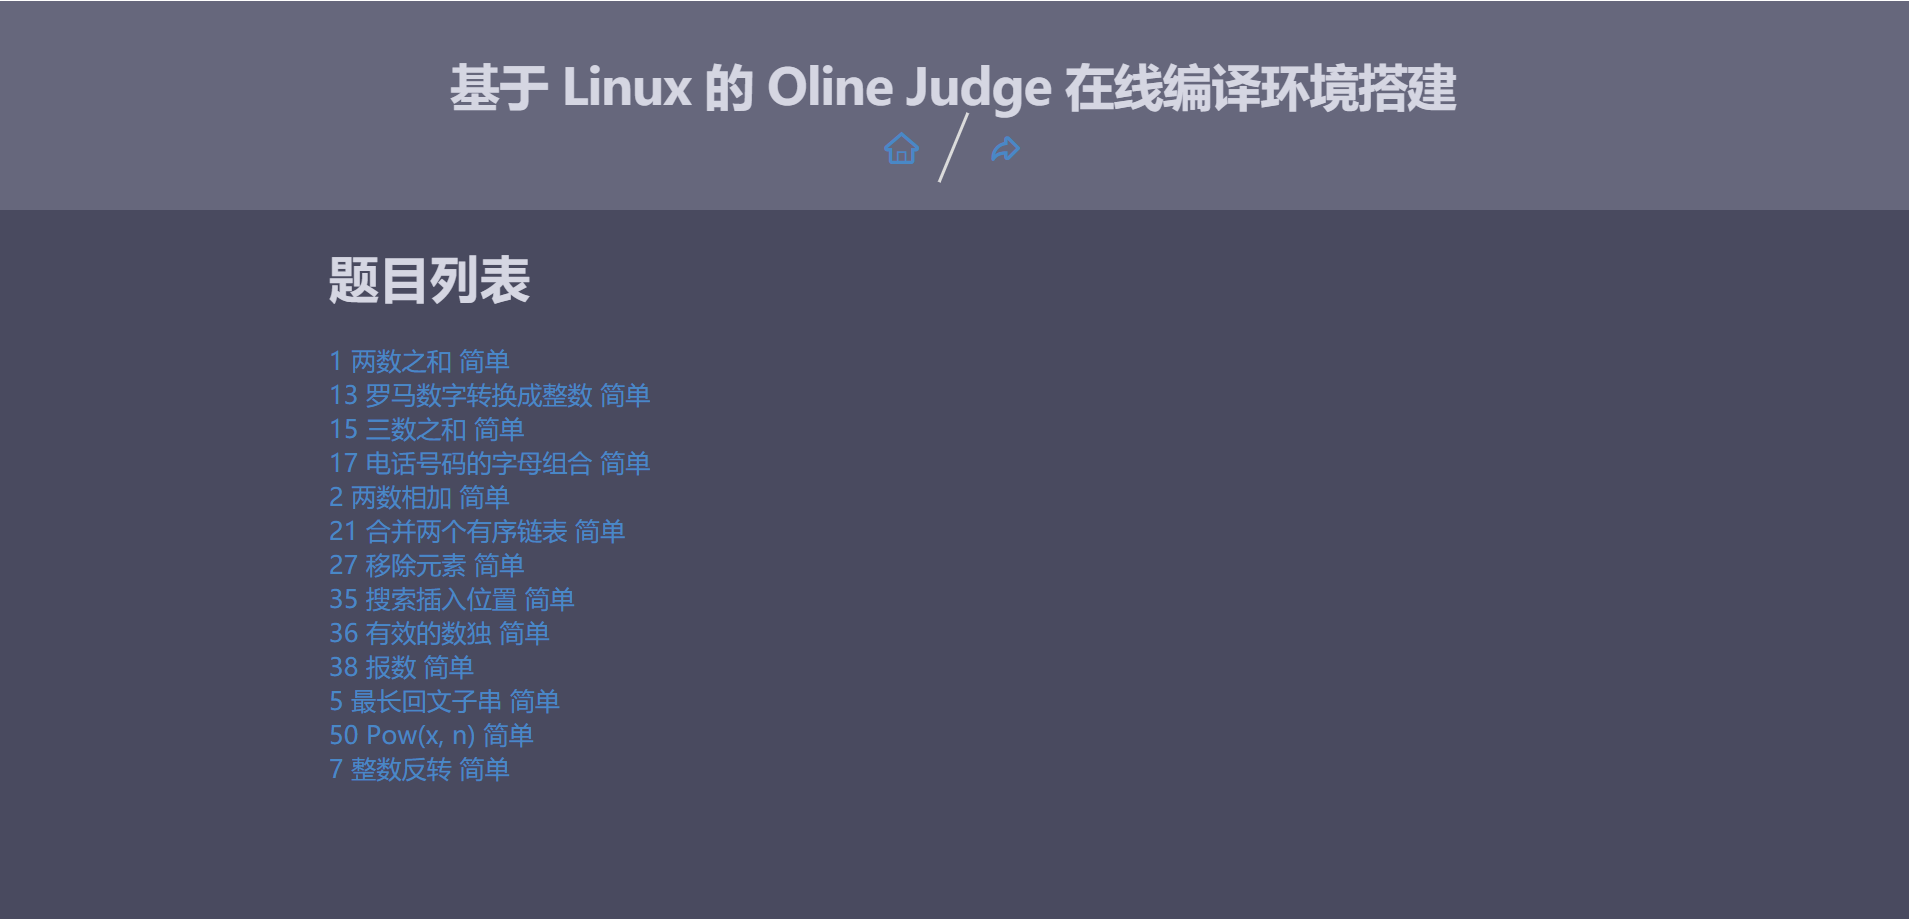 基于 Linux 的 Oline Judge 在线编译环境搭建
题目列表
1 两数之和 简单
13 罗马数字转换成整数 简单
15 三数之和 简单
17 电话号码的字母组合 简单
2 两数相加 简单
21 合并两个有序链表 简单
27 移除元素 简单
35 搜索插入位置 简单
36 有效的数独 简单
38 报数 简单
5 最长回文子串 简单
50 Pow(x, n) 简单
7 整数反转 简单